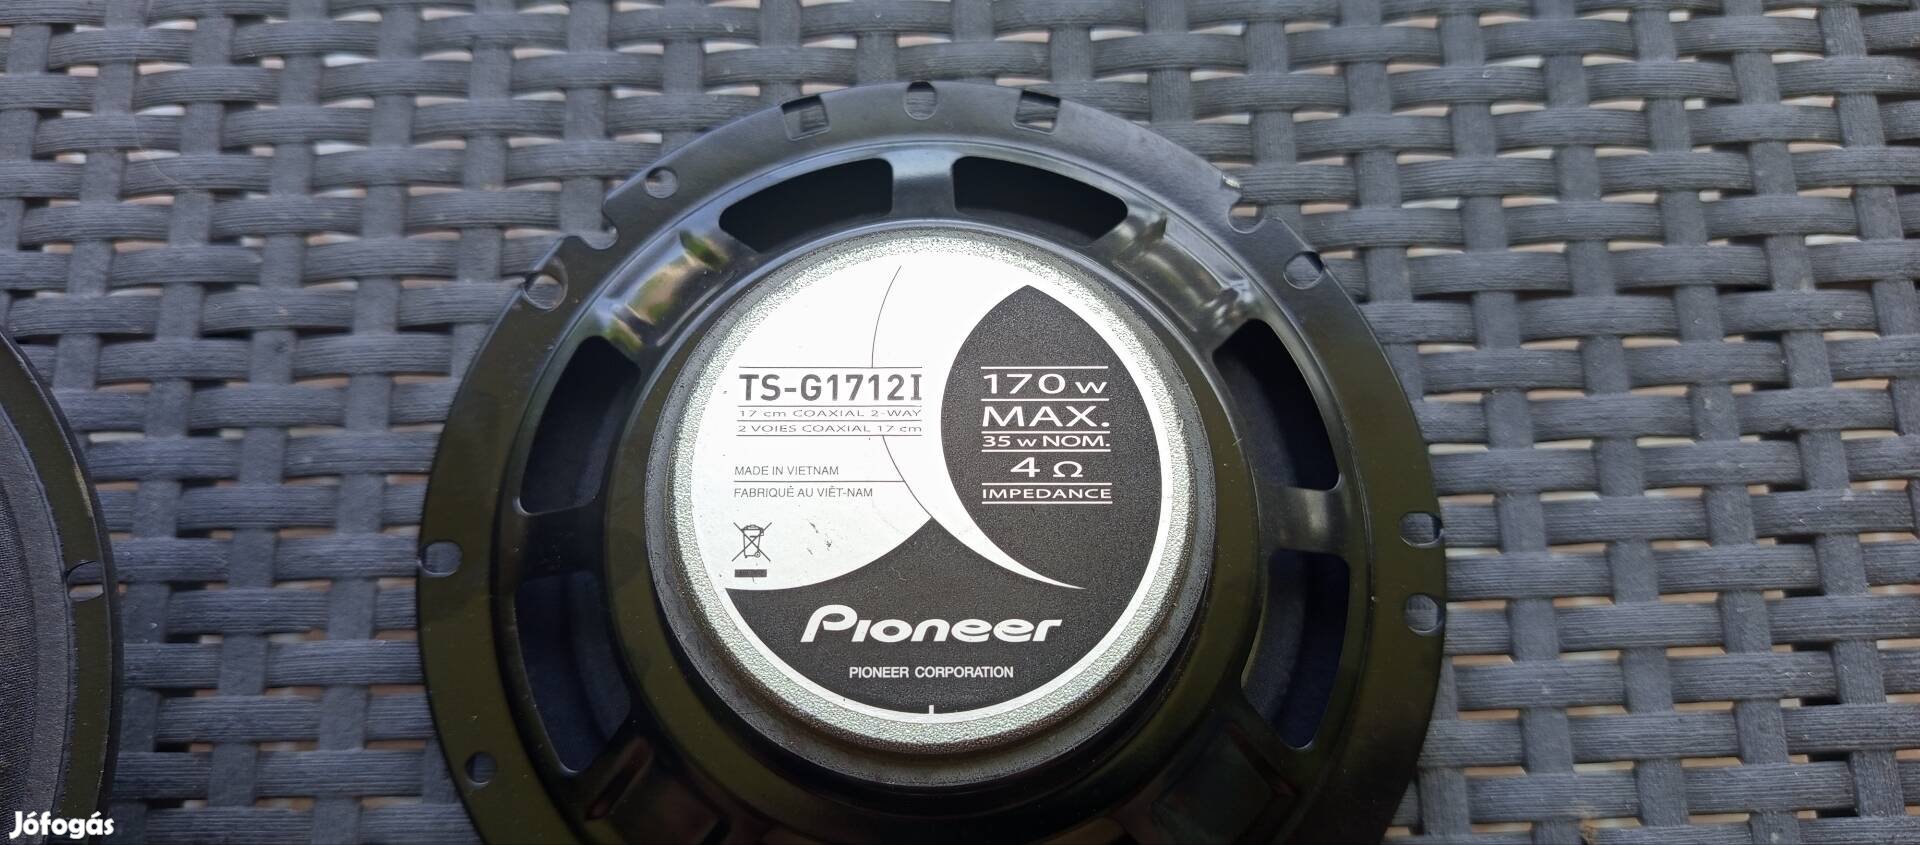 TS-G1712I
17 cm COAXIAL 2-WAY
2 VOIES COAXIAL 17 cm
MADE IN VIETNAM
FABRIQUÉ AU VIÊT-NAM
170 W
MAX.
35 W NOM.
4 Ω
IMPEDANCE
Pioneer
PIONEER CORPORATION
Jófogás